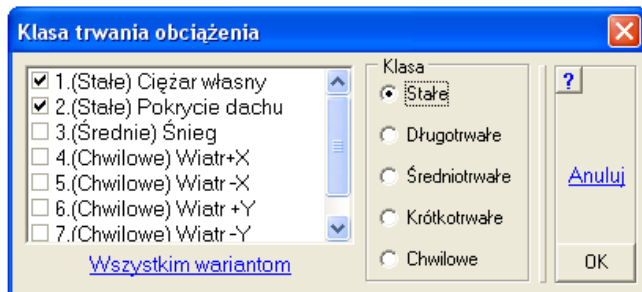 Klasa trwania obciążenia
1.(Stałe) Ciężar własny
2.(Stałe) Pokrycie dachu
3.(Średnie) Śnieg
4.(Chwilowe) Wiatr+X
5.(Chwilowe) Wiatr-X
6.(Chwilowe) Wiatr +Y
7.(Chwilowe) Wiatr-Y
Wszystkim wariantom
Klasa
Stałe
Długotrwałe
Średniotrwałe
Krótkotrwałe
Chwilowe
?
Anuluj
OK